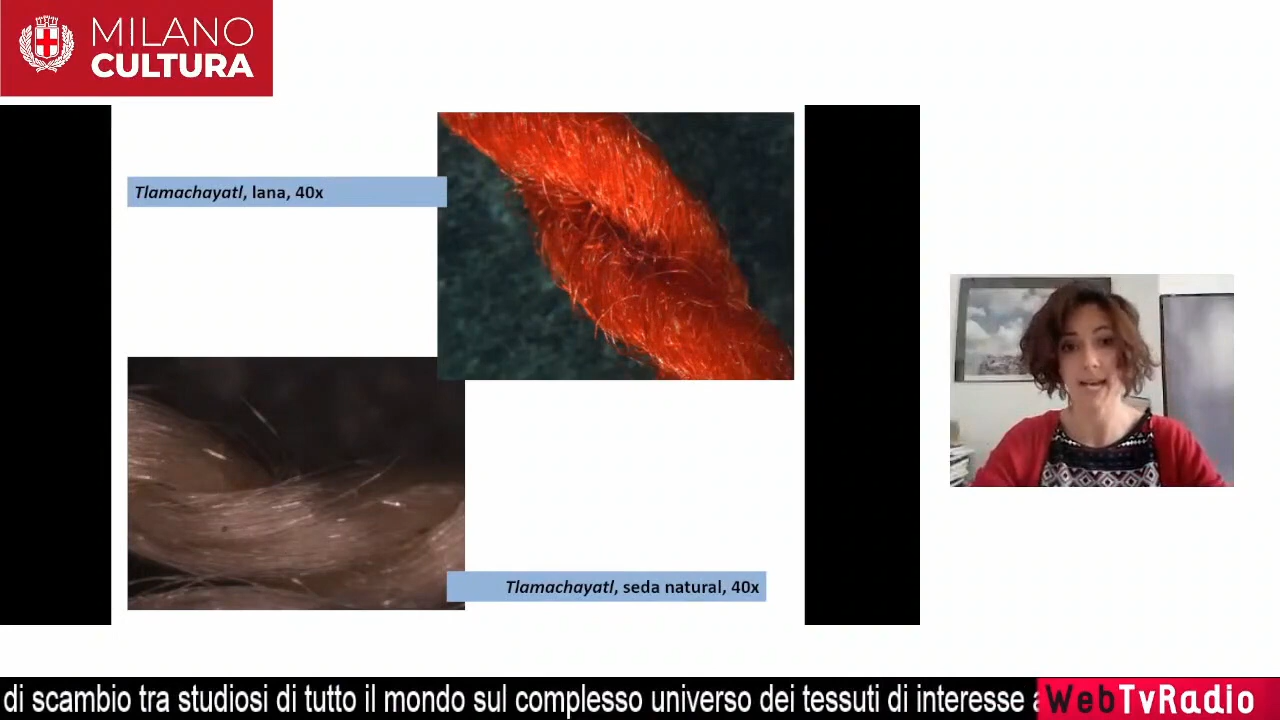 MILANO
CULTURA
Tlamachayatl, lana, 40x
Tlamachayatl, seda natural, 40x
di scambio tra studiosi di tutto il mondo sul complesso universo dei tessuti di interesse a
WebTvRadio